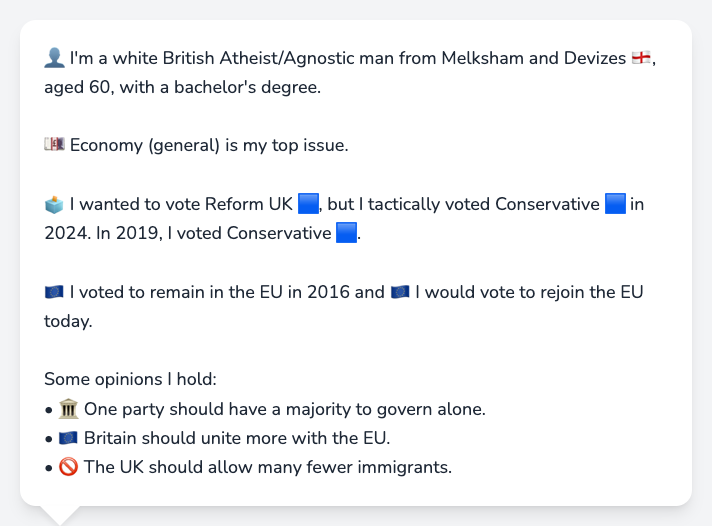 👤 I'm a white British Atheist/Agnostic man from Melksham and Devizes 🏴󠁧󠁢󠁥󠁮󠁧󠁿,
aged 60, with a bachelor's degree.
💷 Economy (general) is my top issue.
🗳️ I wanted to vote Reform UK 🟦, but I tactically voted Conservative 🟦 in
2024. In 2019, I voted Conservative 🟦.
🇪🇺 I voted to remain in the EU in 2016 and 🇪🇺 I would vote to rejoin the EU
today.
Some opinions I hold:
• 🏛️ One party should have a majority to govern alone.
• 🇪🇺 Britain should unite more with the EU.
• 🚫 The UK should allow many fewer immigrants.